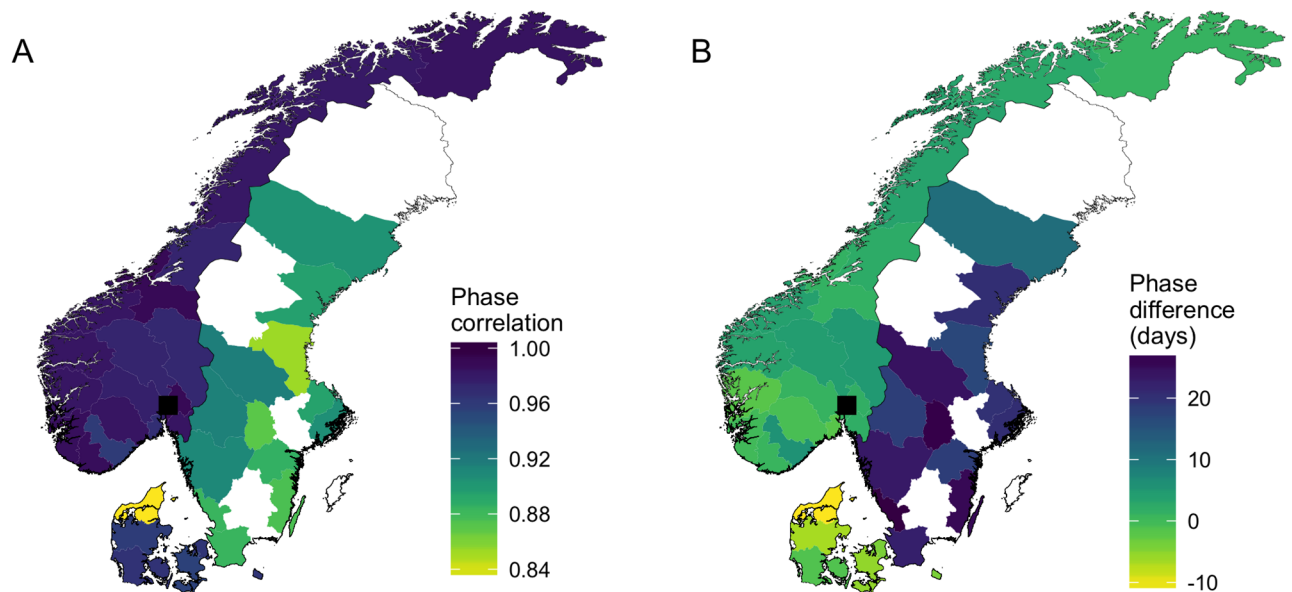 A
Phase
correlation
1.00
0.96
0.92
0.88
0.84
B
Phase
difference
(days)
20
10
0
-10